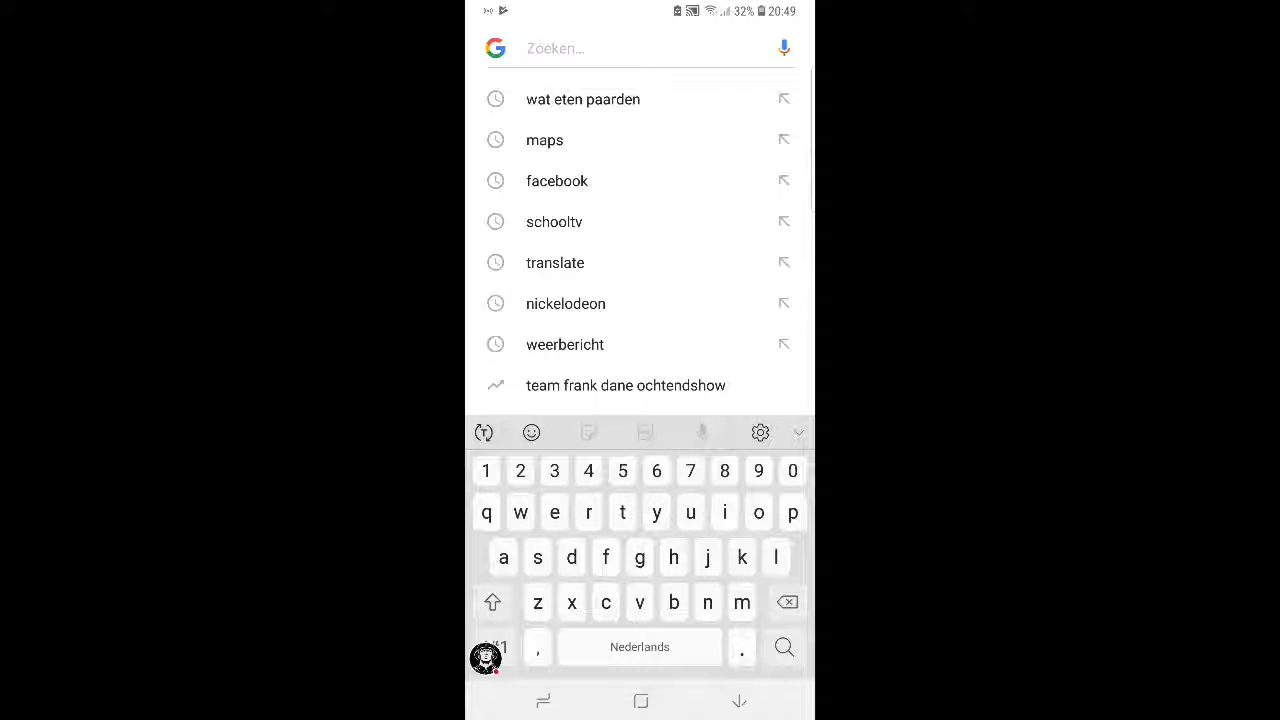 32% 20:49
Zoeken...
wat eten paarden
maps
facebook
schooltv
translate
nickelodeon
weerbericht
team frank dane ochtendshow
1 2 3 4 5 6 7 8 9 0
q w e r t y u i o p
a s d f g h j k l
z x c v b n m
, Nederlands .